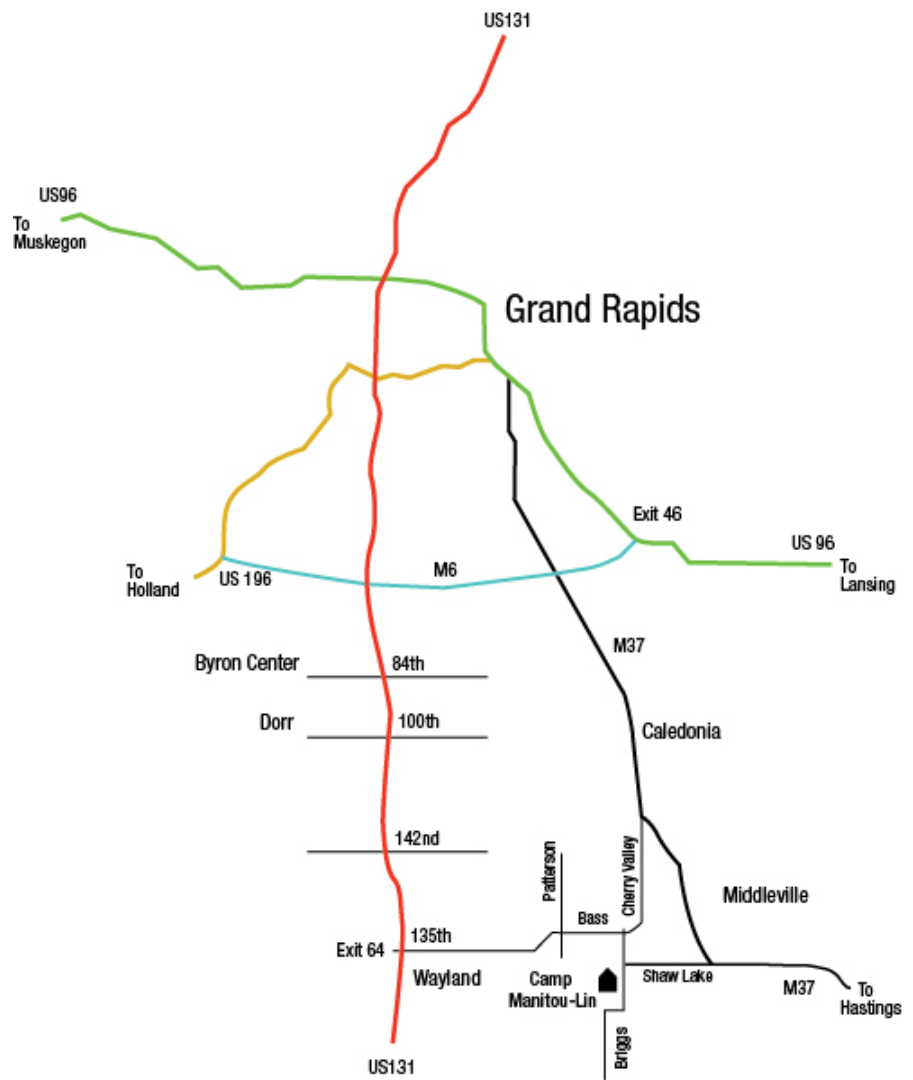 US131
US96
To
Muskegon
Grand Rapids
Exit 46
US 96
To
Lansing
To
Holland
US 196
M6
M37
Byron Center
84th
Dorr
100th
Caledonia
142nd
Patterson
Cherry Valley
Middleville
Bass
135th
Exit 64
Wayland
Camp
Manitou-Lin
Shaw Lake
M37
To
Hastings
Briggs
US131